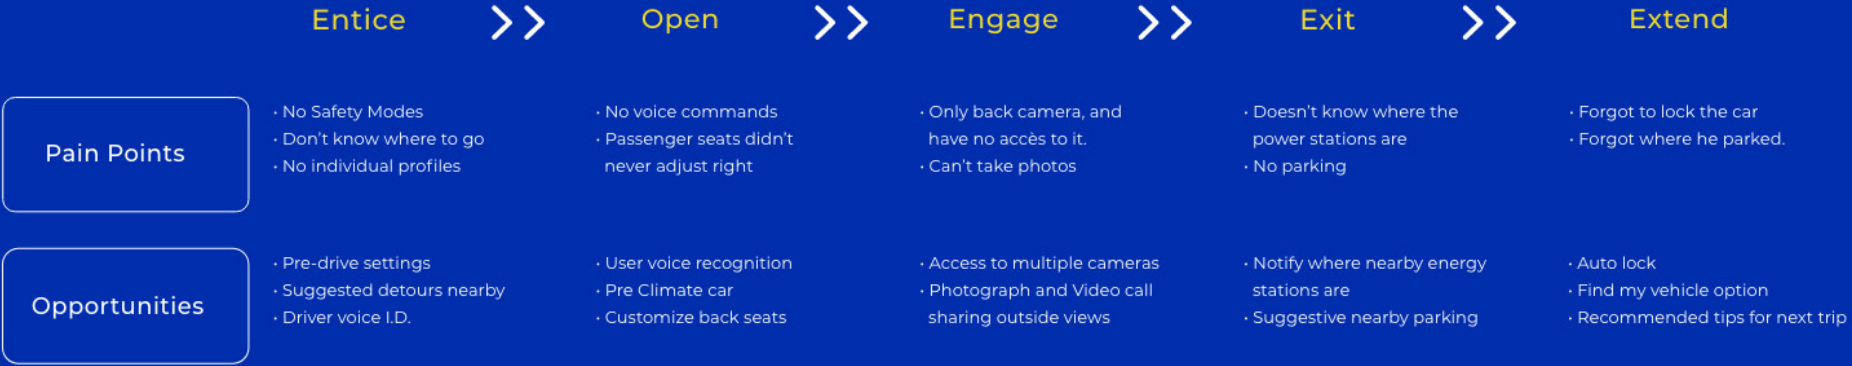 Entice
Open
Engage
Exit
Extend
Pain Points
· No Safety Modes
· Don't know where to go
· No individual profiles
· No voice commands
· Passenger seats didn't
never adjust right
· Only back camera, and
have no accès to it.
· Can't take photos
· Doesn't know where the
power stations are
· No parking
· Forgot to lock the car
· Forgot where he parked.
Opportunities
· Pre-drive settings
· Suggested detours nearby
· Driver voice I.D.
· User voice recognition
· Pre Climate car
· Customize back seats
· Access to multiple cameras
· Photograph and Video call
sharing outside views
· Notify where nearby energy
stations are
· Suggestive nearby parking
· Auto lock
· Find my vehicle option
· Recommended tips for next trip